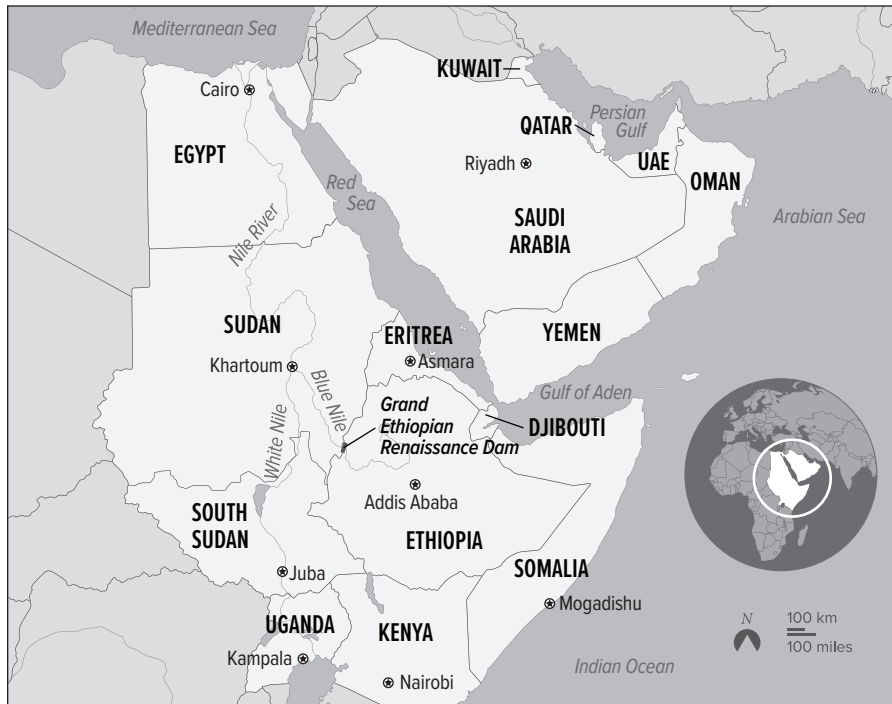 Mediterranean Sea
Cairo
KUWAIT
Persian
Gulf
QATAR
EGYPT
Riyadh
UAE
OMAN
Red
Sea
SAUDI
ARABIA
Arabian Sea
Nile River
SUDAN
ERITREA
YEMEN
Khartoum
Asmara
Blue Nile
Gulf of Aden
Grand
Ethiopian
Renaissance Dam
DJIBOUTI
White Nile
Addis Ababa
SOUTH
SUDAN
ETHIOPIA
SOMALIA
Juba
Mogadishu
UGANDA
KENYA
N
100 km
100 miles
Kampala
Nairobi
Indian Ocean